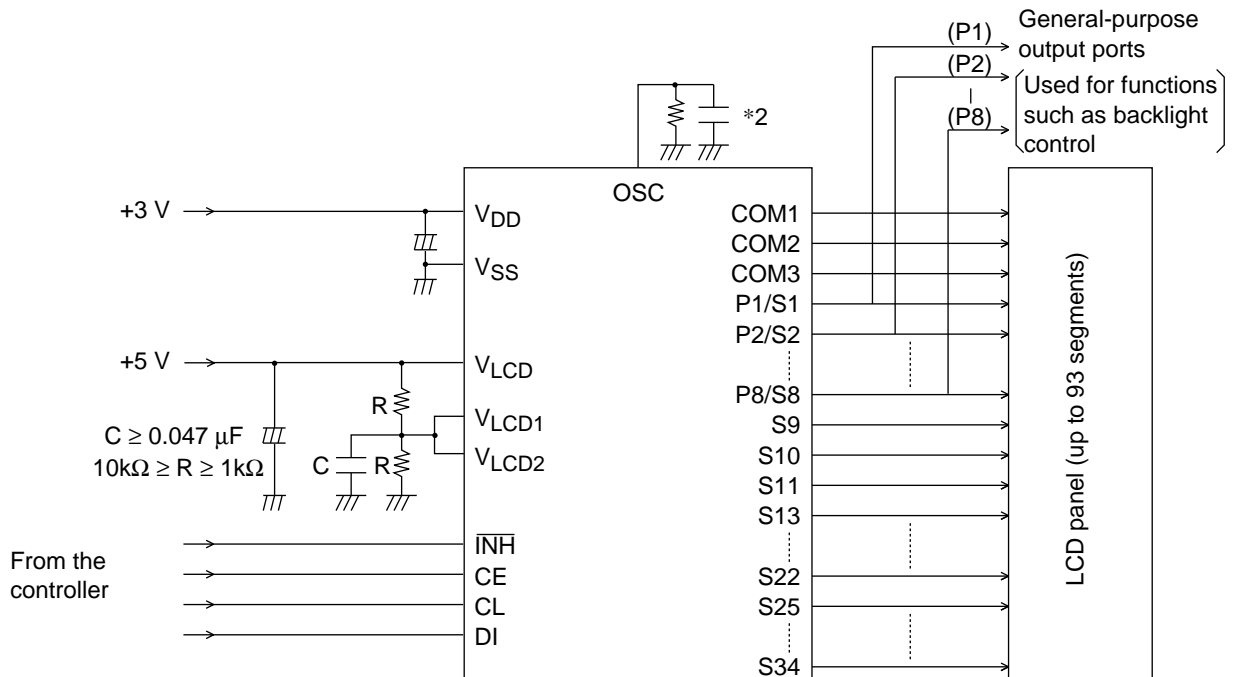 (P1)
General-purpose
output ports
(P2)
(P8)
Used for functions
such as backlight
control
*2
OSC
+3 V
VDD
VSS
+5 V
VLCD
R
VLCD1
C ≥ 0.047 μF
10kΩ ≥ R ≥ 1kΩ
C
R
VLCD2
From the
controller
INH
CE
CL
DI
COM1
COM2
COM3
P1/S1
P2/S2
P8/S8
S9
S10
S11
S13
S22
S25
S34
LCD panel (up to 93 segments)